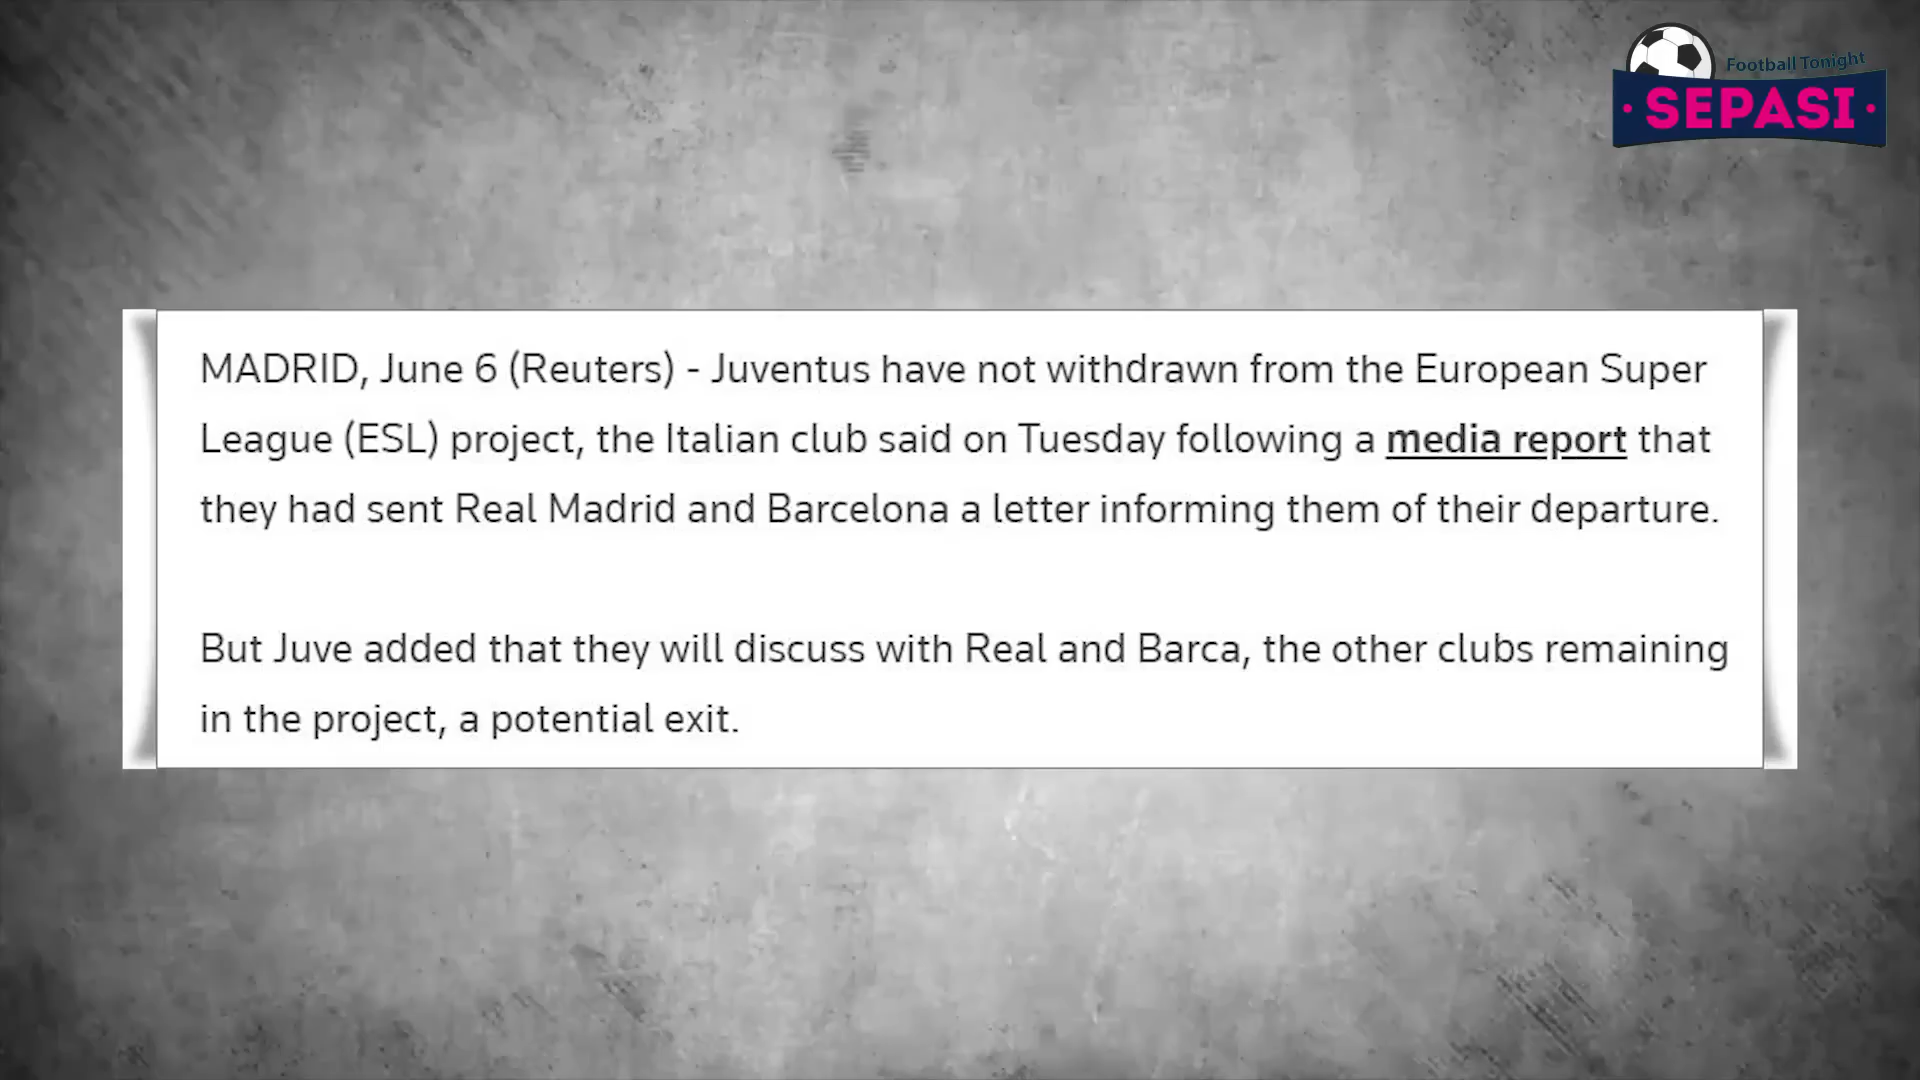 Football Tonight
SEPASI
MADRID, June 6 (Reuters) - Juventus have not withdrawn from the European Super
League (ESL) project, the Italian club said on Tuesday following a media report that
they had sent Real Madrid and Barcelona a letter informing them of their departure.
But Juve added that they will discuss with Real and Barca, the other clubs remaining
in the project, a potential exit.